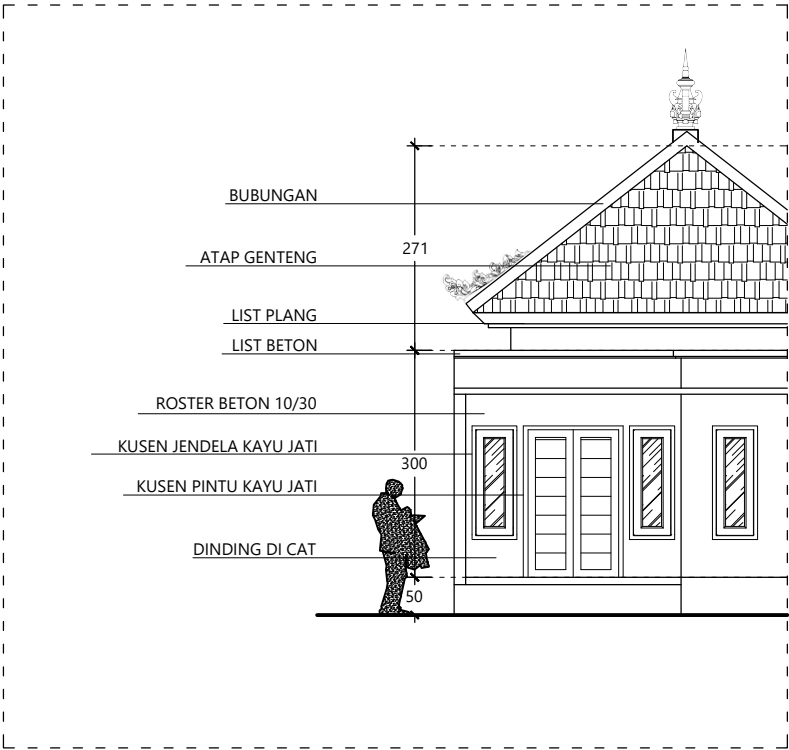 BUBUNGAN
271
ATAP GENTENG
LIST PLANG
LIST BETON
ROSTER BETON 10/30
KUSEN JENDELA KAYU JATI
300
KUSEN PINTU KAYU JATI
DINDING DI CAT
50